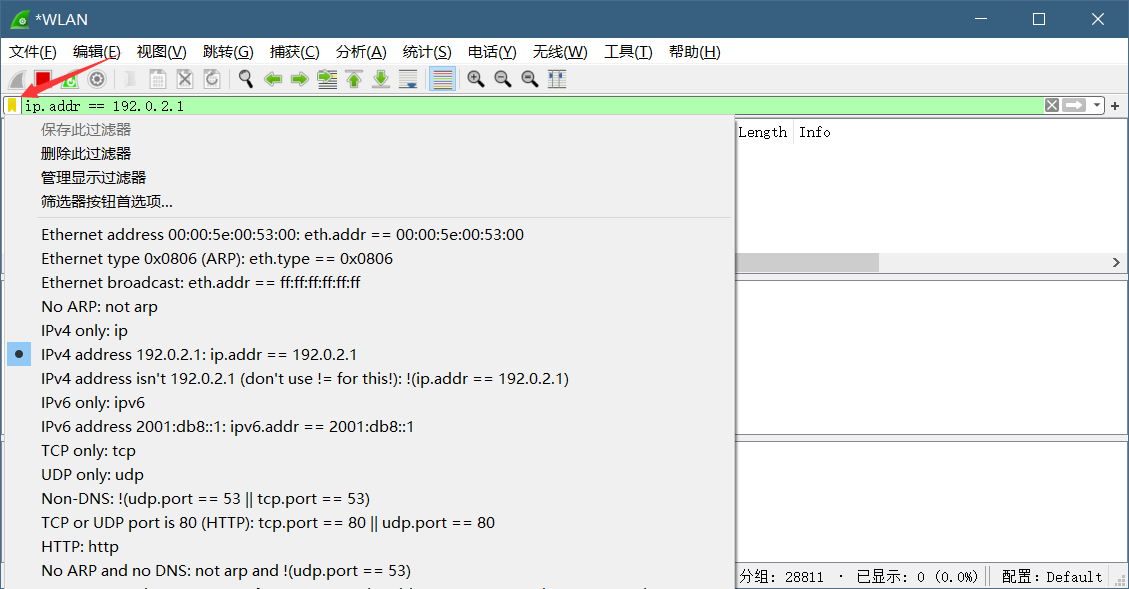 *WLAN
文件(F) 编辑(E) 视图(V) 跳转(G) 捕获(C) 分析(A) 统计(S) 电话(Y) 无线(W) 工具(T) 帮助(H)
ip.addr == 192.0.2.1
保存此过滤器
删除此过滤器
管理显示过滤器
筛选器按钮首选项...
Length Info
Ethernet address 00:00:5e:00:53:00: eth.addr == 00:00:5e:00:53:00
Ethernet type 0x0806 (ARP): eth.type == 0x0806
Ethernet broadcast: eth.addr == ff:ff:ff:ff:ff:ff
No ARP: not arp
IPv4 only: ip
IPv4 address 192.0.2.1: ip.addr == 192.0.2.1
IPv4 address isn't 192.0.2.1 (don't use != for this!): !(ip.addr == 192.0.2.1)
IPv6 only: ipv6
IPv6 address 2001:db8::1: ipv6.addr == 2001:db8::1
TCP only: tcp
UDP only: udp
Non-DNS: !(udp.port == 53 || tcp.port == 53)
TCP or UDP port is 80 (HTTP): tcp.port == 80 || udp.port == 80
HTTP: http
No ARP and no DNS: not arp and !(udp.port == 53)
分组: 28811 · 已显示: 0 (0.0%) 配置: Default